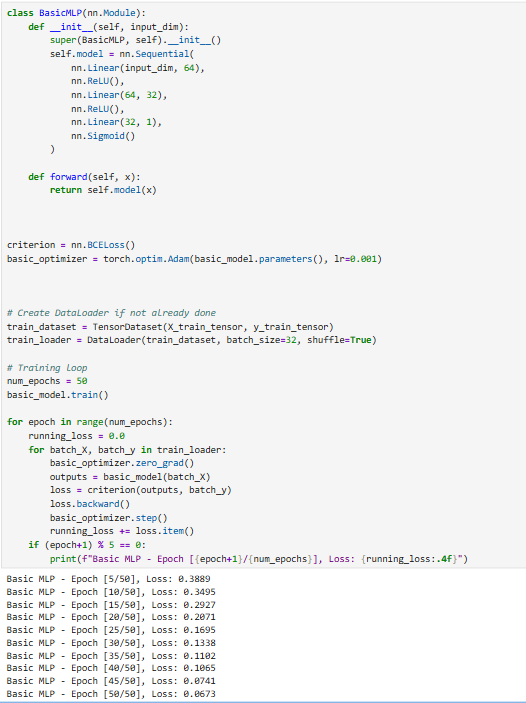 class BasicMLP(nn.Module):
    def __init__(self, input_dim):
        super(BasicMLP, self).__init__()
        self.model = nn.Sequential(
            nn.Linear(input_dim, 64),
            nn.ReLU(),
            nn.Linear(64, 32),
            nn.ReLU(),
            nn.Linear(32, 1),
            nn.Sigmoid()
        )
    def forward(self, x):
        return self.model(x)
criterion = nn.BCELoss()
basic_optimizer = torch.optim.Adam(basic_model.parameters(), lr=0.001)
# Create DataLoader if not already done
train_dataset = TensorDataset(X_train_tensor, y_train_tensor)
train_loader = DataLoader(train_dataset, batch_size=32, shuffle=True)
# Training loop
num_epochs = 50
basic_model.train()
for epoch in range(num_epochs):
    running_loss = 0.0
    for batch_X, batch_y in train_loader:
        basic_optimizer.zero_grad()
        outputs = basic_model(batch_X)
        loss = criterion(outputs, batch_y)
        loss.backward()
        basic_optimizer.step()
        running_loss += loss.item()
    if (epoch+1) % 5 == 0:
        print(f"Basic MLP - Epoch [{epoch+1}/{num_epochs}], Loss: {running_loss:.4f}")
Basic MLP - Epoch [5/50], Loss: 0.3889
Basic MLP - Epoch [10/50], Loss: 0.3495
Basic MLP - Epoch [15/50], Loss: 0.2927
Basic MLP - Epoch [20/50], Loss: 0.2071
Basic MLP - Epoch [25/50], Loss: 0.1695
Basic MLP - Epoch [30/50], Loss: 0.1338
Basic MLP - Epoch [35/50], Loss: 0.1102
Basic MLP - Epoch [40/50], Loss: 0.1065
Basic MLP - Epoch [45/50], Loss: 0.0741
Basic MLP - Epoch [50/50], Loss: 0.0673